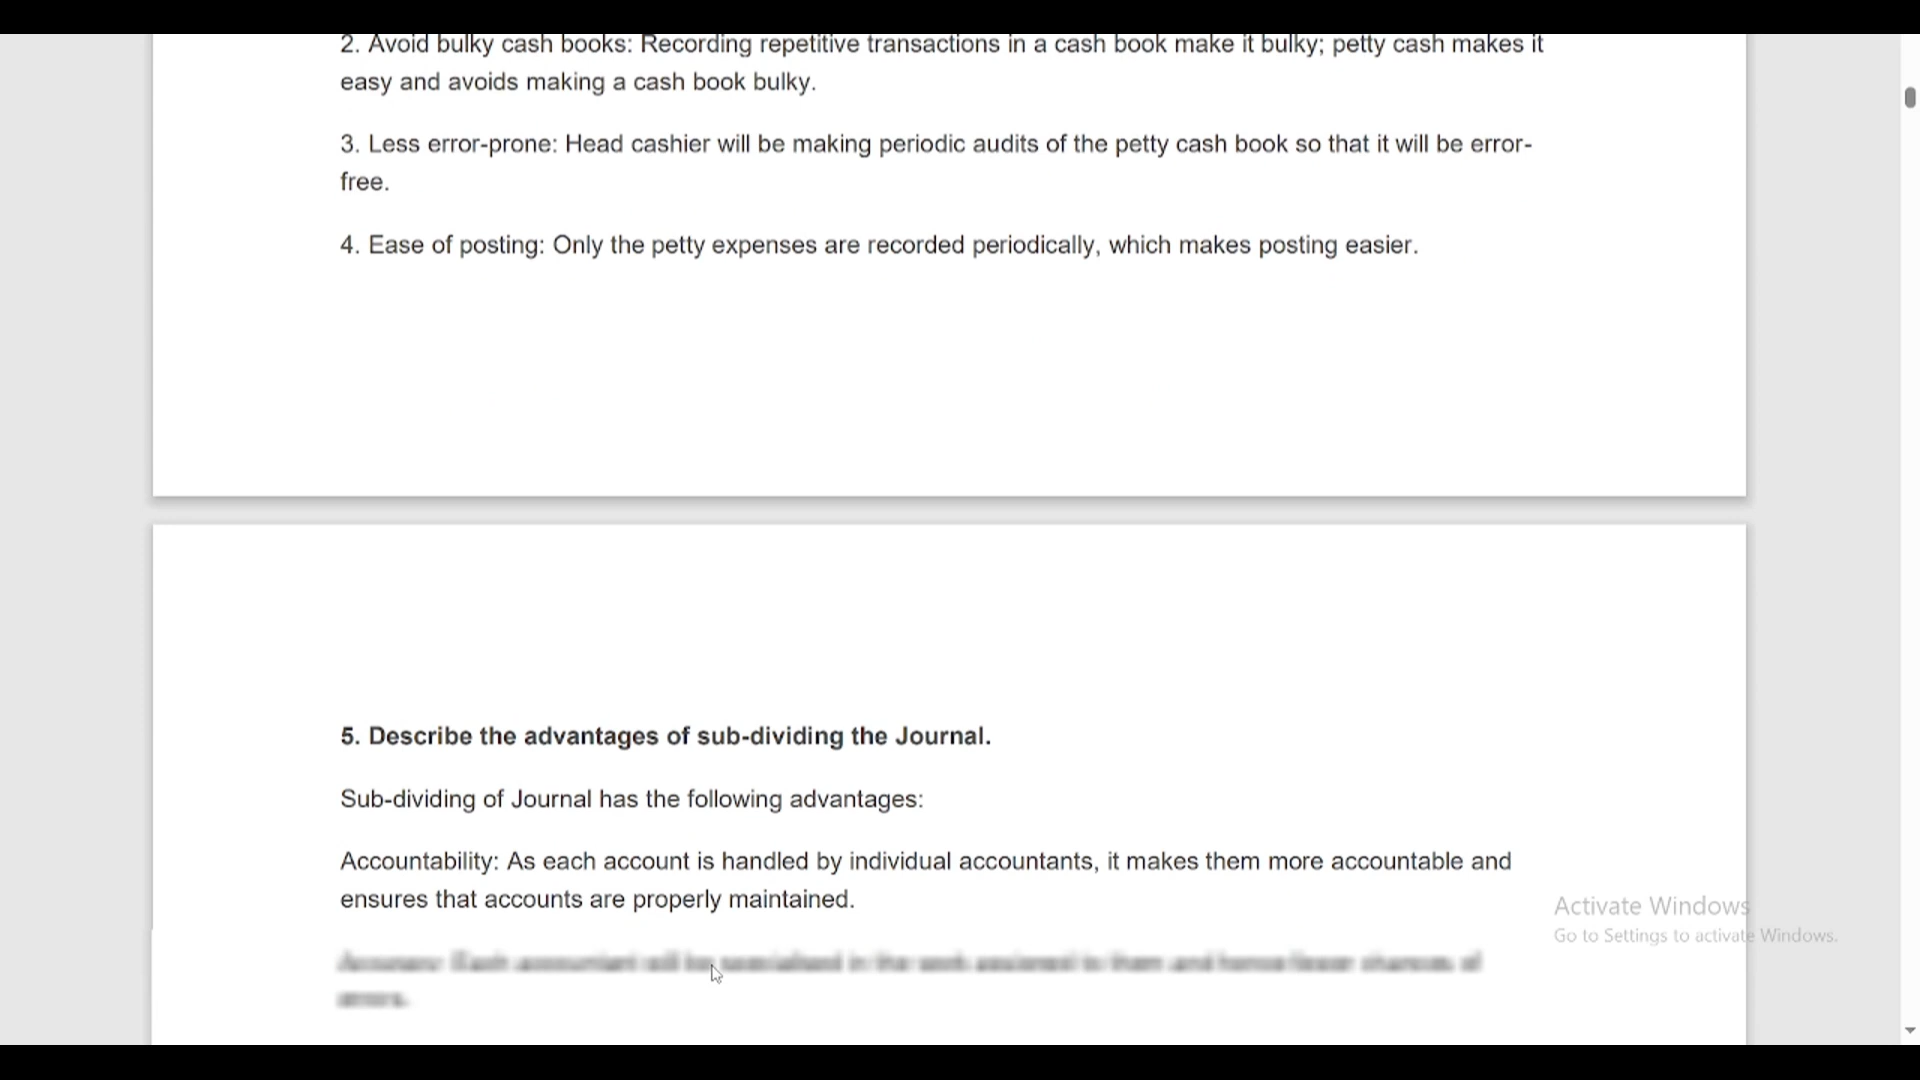 2. Avoid bulky cash books: Recording repetitive transactions in a cash book make it bulky; petty cash makes it
easy and avoids making a cash book bulky.
3. Less error-prone: Head cashier will be making periodic audits of the petty cash book so that it will be error-
free.
4. Ease of posting: Only the petty expenses are recorded periodically, which makes posting easier.
5. Describe the advantages of sub-dividing the Journal.
Sub-dividing of Journal has the following advantages:
Accountability: As each account is handled by individual accountants, it makes them more accountable and
ensures that accounts are properly maintained.
Activate Windows
Go to Settings to activate Windows.